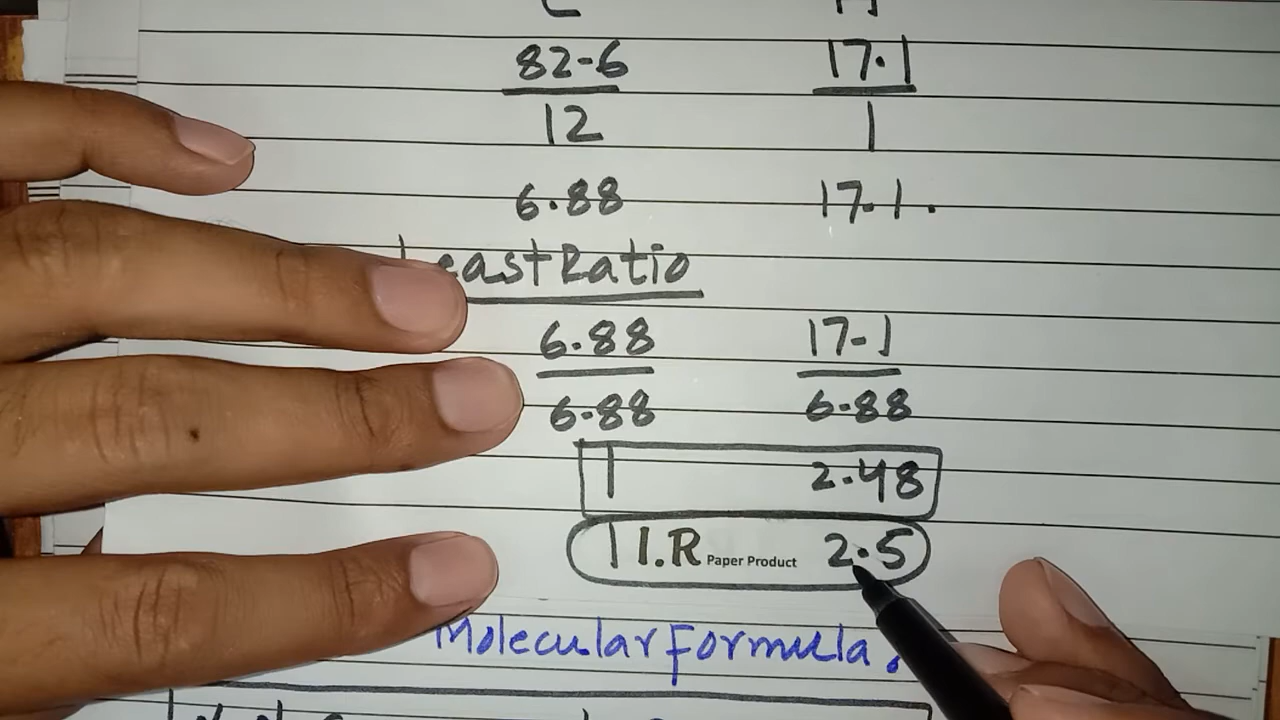 C H
82.6 17.1
12 1
6.88 17.1.
Least Ratio
6.88 17.1
6.88 6.88
1 2.48
1 I.R Paper Product 2.5
Molecular Formula.